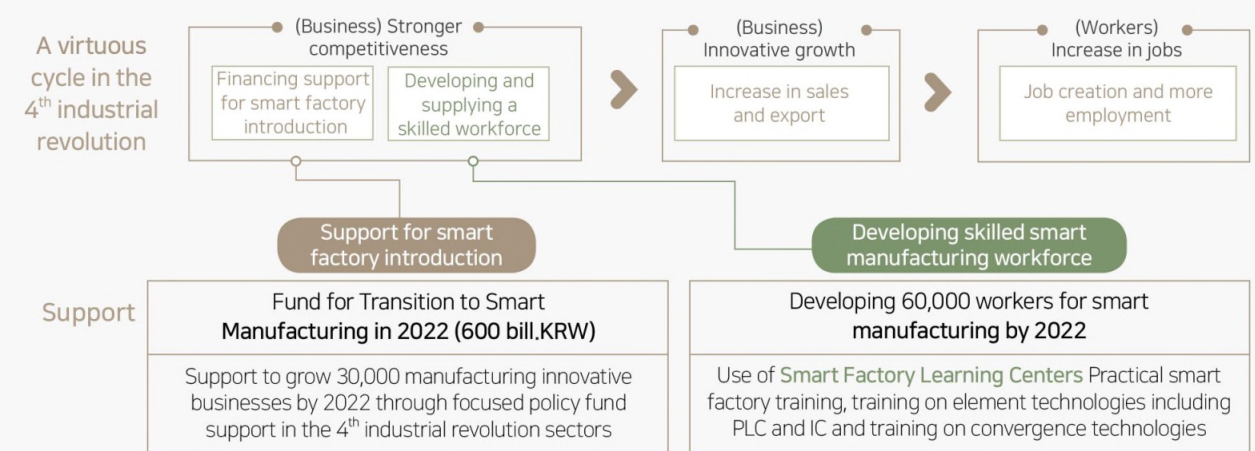 A virtuous
cycle in the
4th industrial
revolution
(Business) Stronger
competitiveness
Financing support
for smart factory
introduction
Developing and
supplying a
skilled workforce
(Business)
Innovative growth
Increase in sales
and export
(Workers)
Increase in jobs
Job creation and more
employment
Support for smart
factory introduction
Developing skilled smart
manufacturing workforce
Support
Fund for Transition to Smart
Manufacturing in 2022 (600 bill.KRW)
Support to grow 30,000 manufacturing innovative
businesses by 2022 through focused policy fund
support in the 4th industrial revolution sectors
Developing 60,000 workers for smart
manufacturing by 2022
Use of Smart Factory Learning Centers Practical smart
factory training, training on element technologies including
PLC and IC and training on convergence technologies